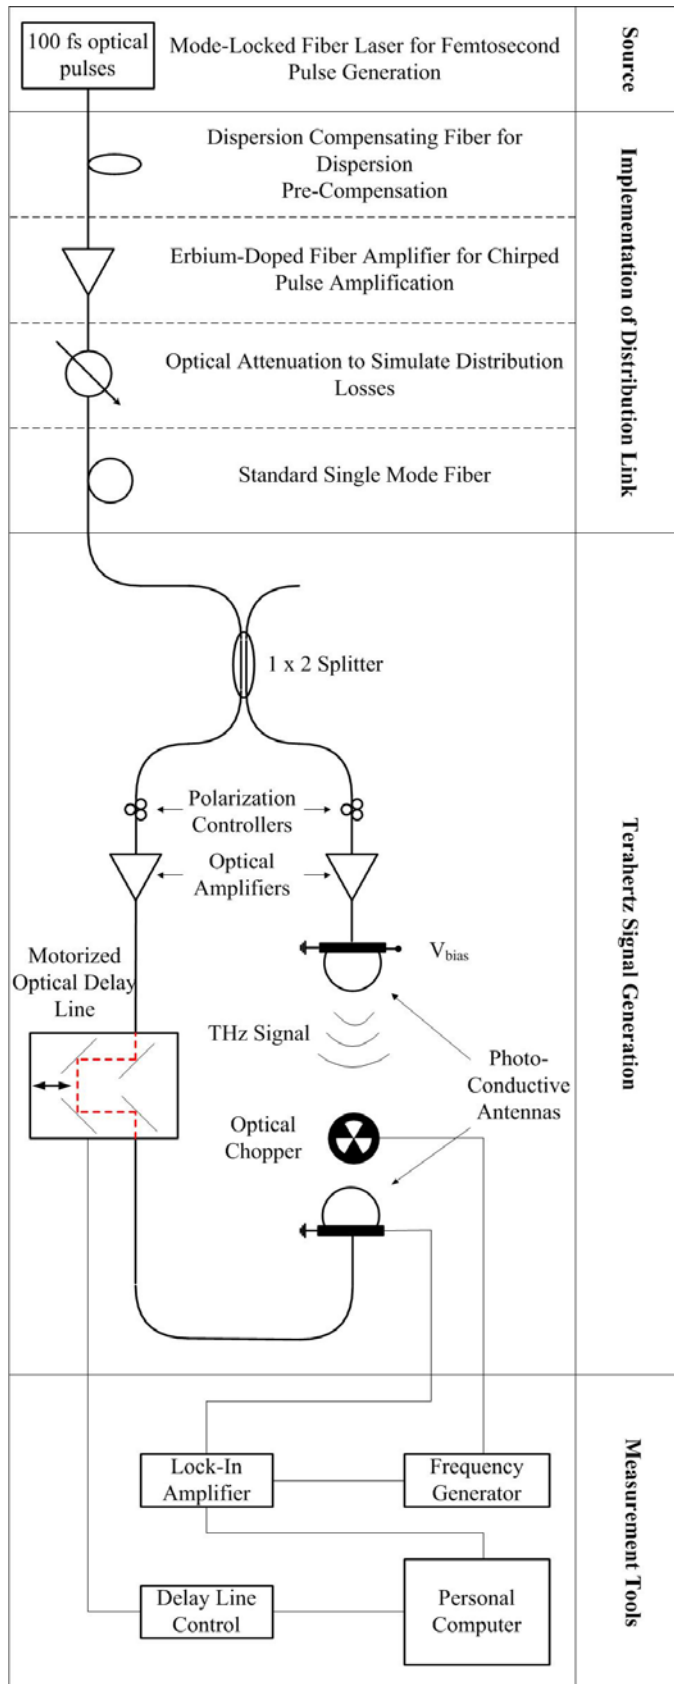 100 fs optical
pulses
Mode-Locked Fiber Laser for Femtosecond
Pulse Generation
Source
Dispersion Compensating Fiber for
Dispersion
Pre-Compensation
Erbium-Doped Fiber Amplifier for Chirped
Pulse Amplification
Optical Attenuation to Simulate Distribution
Losses
Standard Single Mode Fiber
Implementation of Distribution Link
1 x 2 Splitter
Polarization
Controllers
Optical
Amplifiers
Motorized
Optical Delay
Line
Vbias
THz Signal
Photo-
Conductive
Antennas
Optical
Chopper
Terahertz Signal Generation
Lock-In
Amplifier
Frequency
Generator
Delay Line
Control
Personal
Computer
Measurement Tools